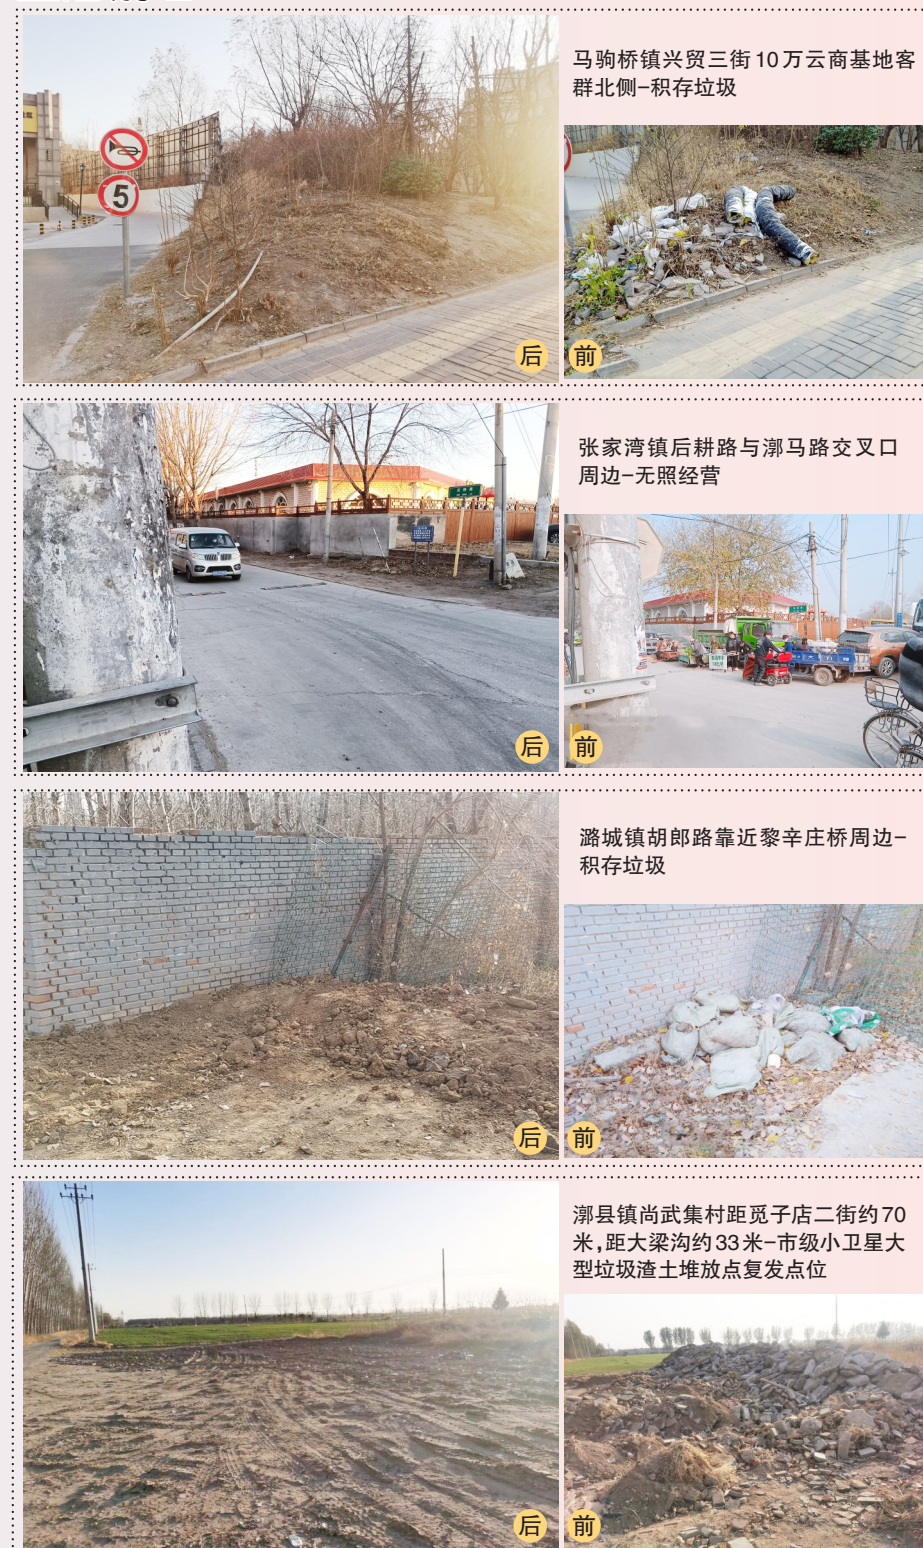 马驹桥镇兴贸三街10万云商基地客
群北侧-积存垃圾
5
后
前
张家湾镇后耕路与漷马路交叉口
周边-无照经营
后
前
潞城镇胡郎路靠近黎辛庄桥周边-
积存垃圾
后
前
漷县镇尚武集村距觅子店二街约70
米,距大梁沟约33米-市级小卫星大
型垃圾渣土堆放点复发点位
后
前